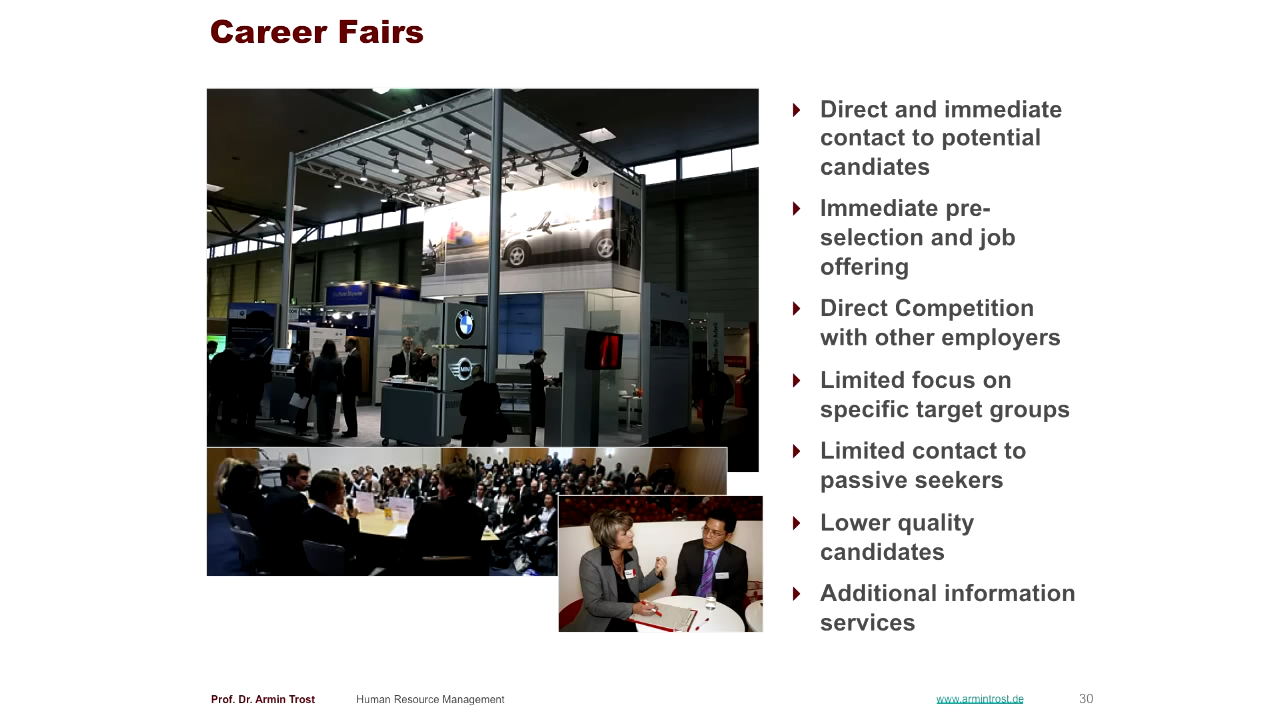 Career Fairs
Direct and immediate
contact to potential
candiates
Immediate pre-
selection and job
offering
Direct Competition
with other employers
Limited focus on
specific target groups
Limited contact to
passive seekers
Lower quality
candidates
Additional information
services
BMW
MINI
Prof. Dr. Armin Trost
Human Resource Management
www.armintrost.de
30